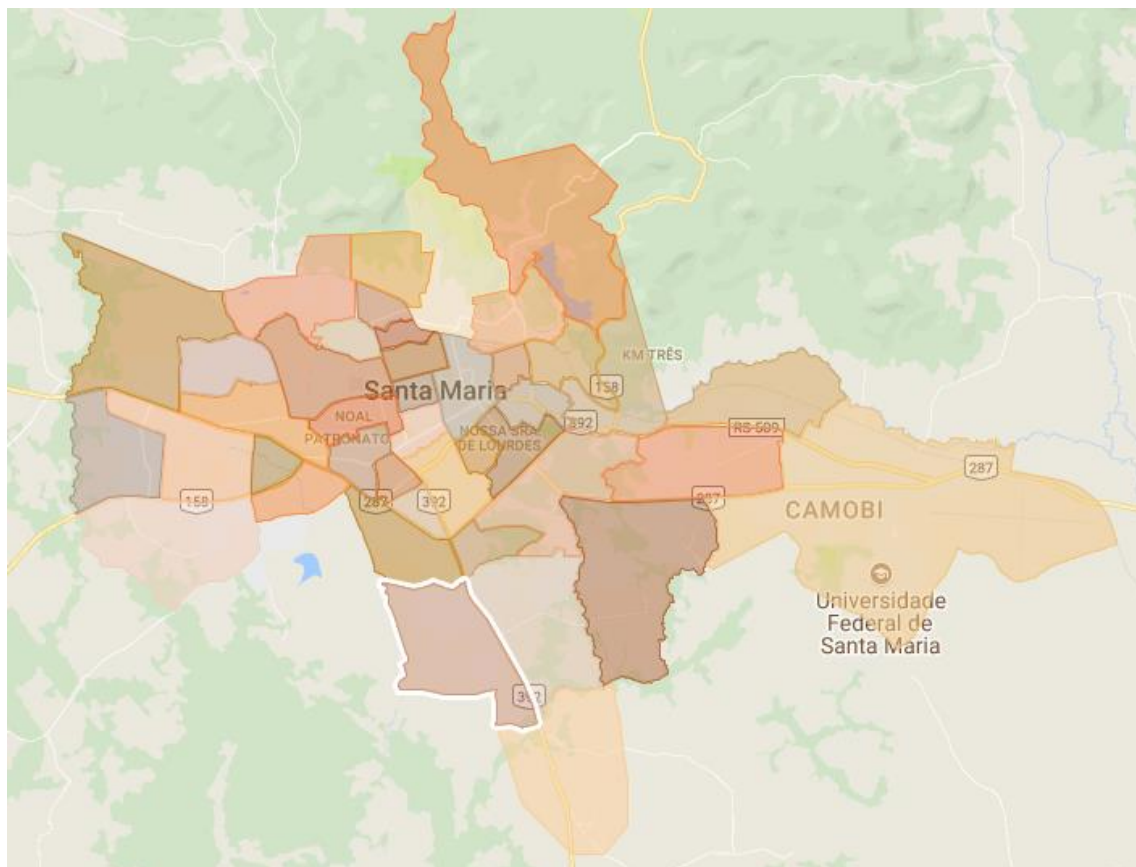 KM TRÊS
158
Santa Maria
NOAL
PATRONATO
NOSSA SRA.
DE LOURDES
392
RS-509
287
158
287
392
287
CAMOBI
Universidade
Federal de
Santa Maria
392